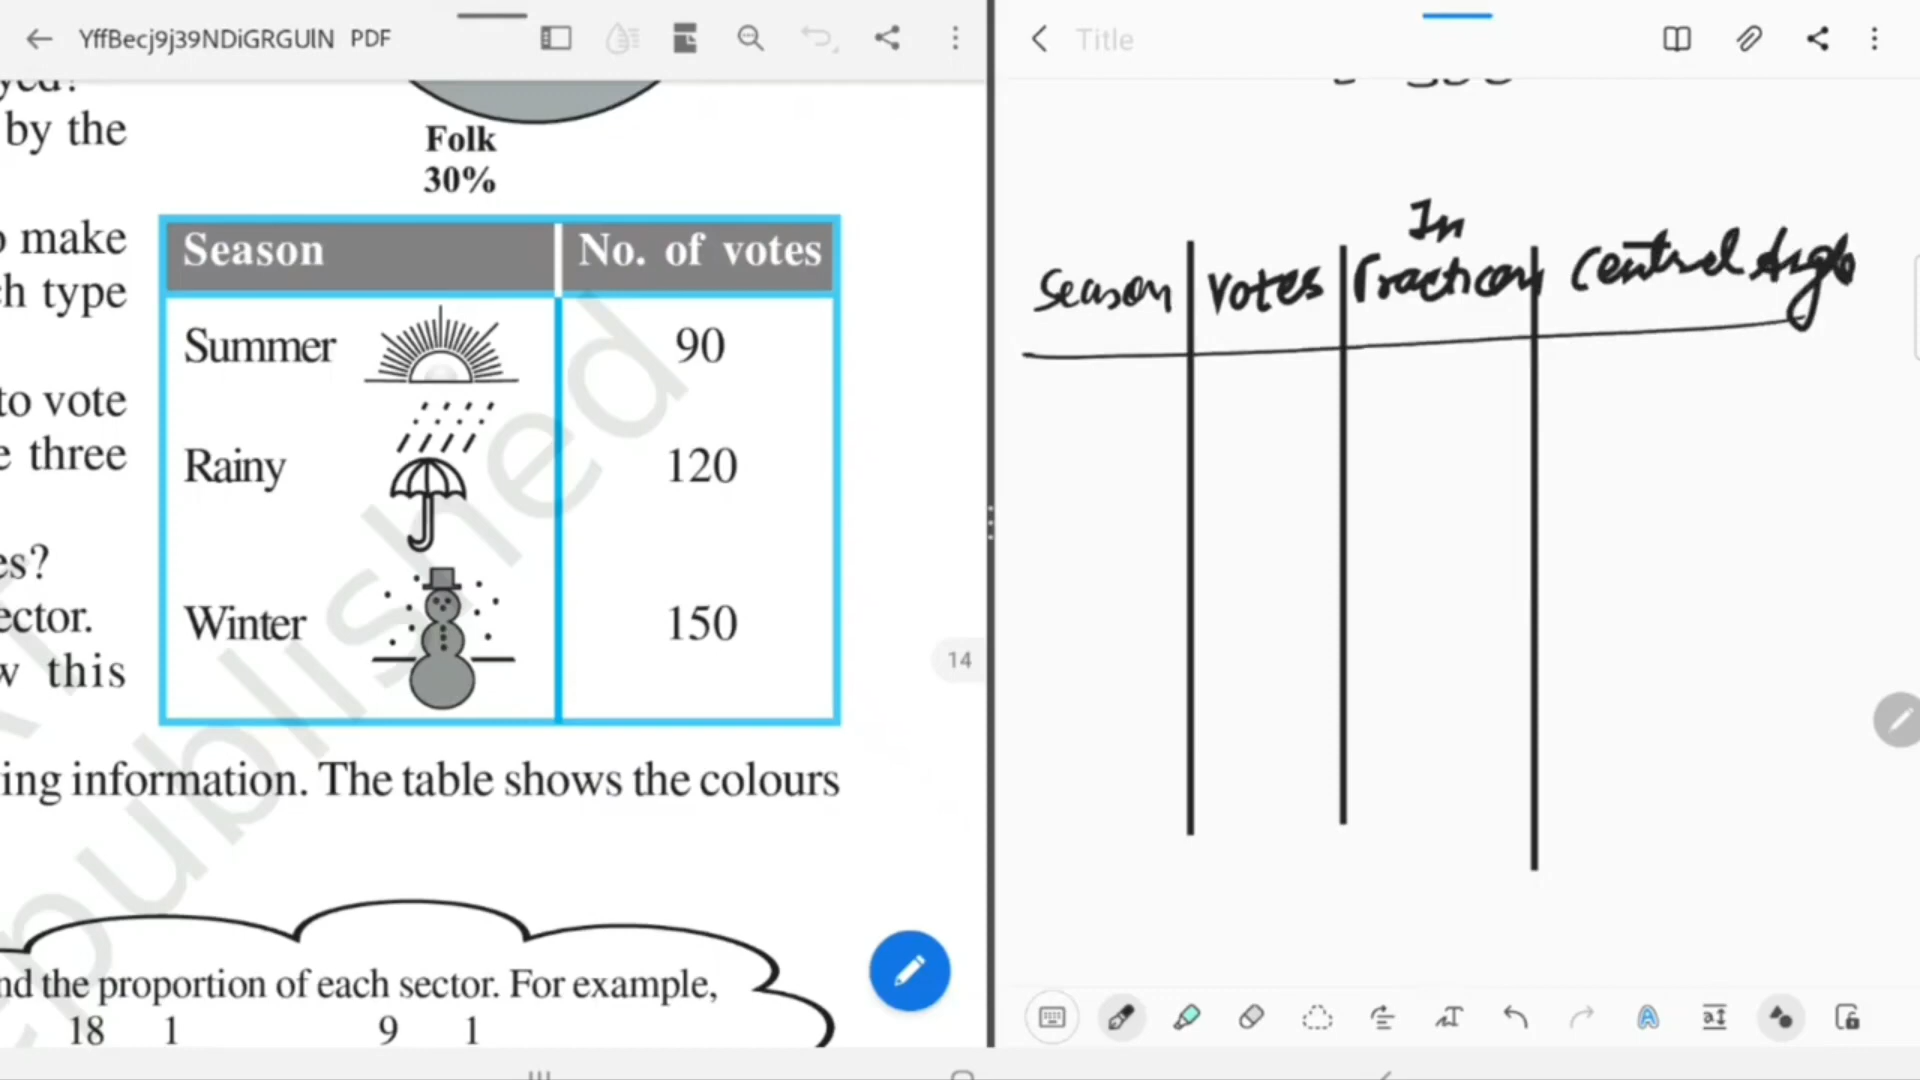 YffBecj9j39NDiGRGUIN PDF
by the
Folk
30%
make
h type
to vote
e three
es?
ector.
w this
Season No. of votes
Summer 90
Rainy 120
Winter 150
14
ing information. The table shows the colours
nd the proportion of each sector. For example,
18 1 9 1
Title
In
Season Votes Fraction Central Angle
published